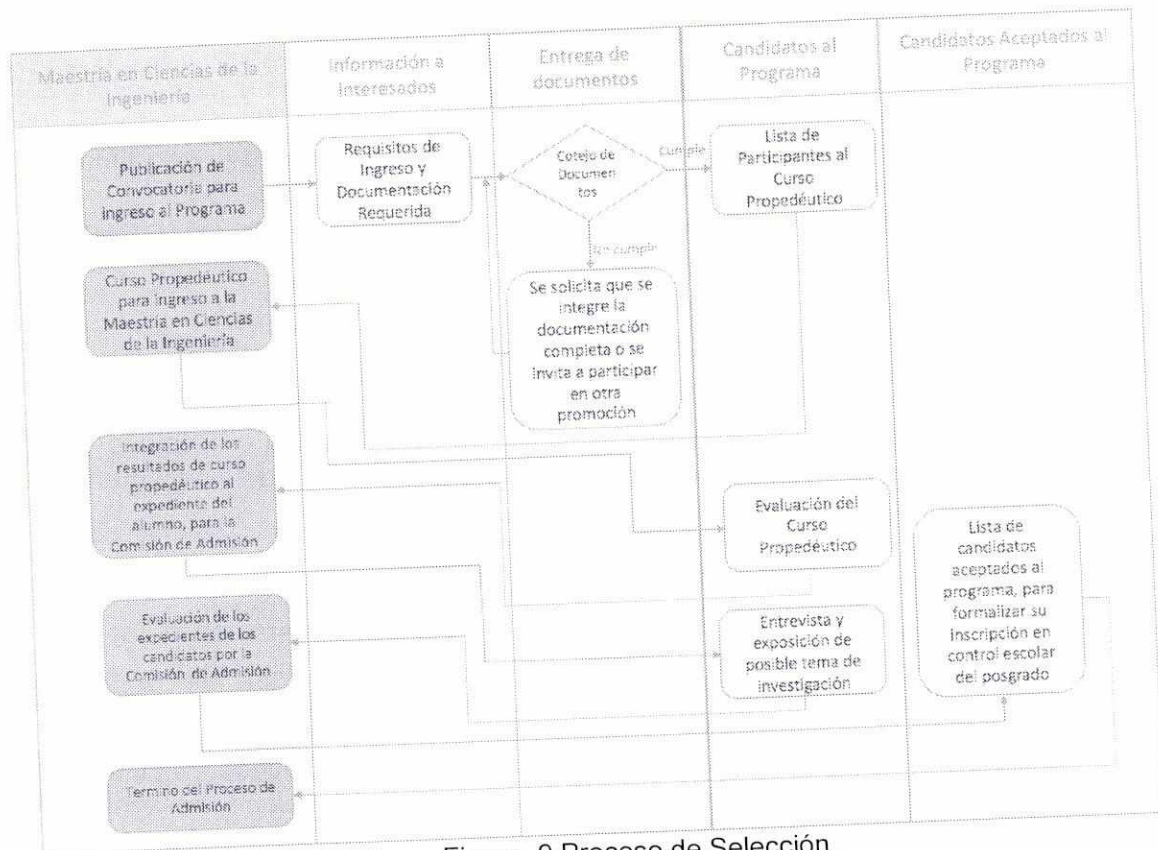 Maestría en Ciencias de la
Ingeniería
Información a
Interesados
Entrega de
documentos
Candidatos al
Programa
Candidatos Aceptados al
Programa
Publicación de
Convocatoria para
ingreso al Programa
Requisitos de
Ingreso y
Documentación
Requerida
Cotejo de
Documen
tos
Cumple
Lista de
Participantes al
Curso
Propedéutico
No cumple
Curso Propedéutico
para ingreso a la
Maestría en Ciencias
de la Ingeniería
Se solicita que se
integre la
documentación
completa o se
invita a participar
en otra
promoción
Integración de los
resultados de curso
propedéutico al
expediente del
alumno, para la
Comisión de Admisión
Evaluación del
Curso
Propedéutico
Lista de
candidatos
aceptados al
programa, para
formalizar su
inscripción en
control escolar
del posgrado
Evaluación de los
expedientes de los
candidatos por la
Comisión de Admisión
Entrevista y
exposición de
posible tema de
investigación
Termino del Proceso de
Admisión
9 Proceso de Selección